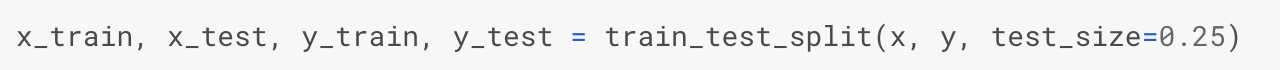 x_train, x_test, y_train, y_test = train_test_split(x, y, test_size=0.25)